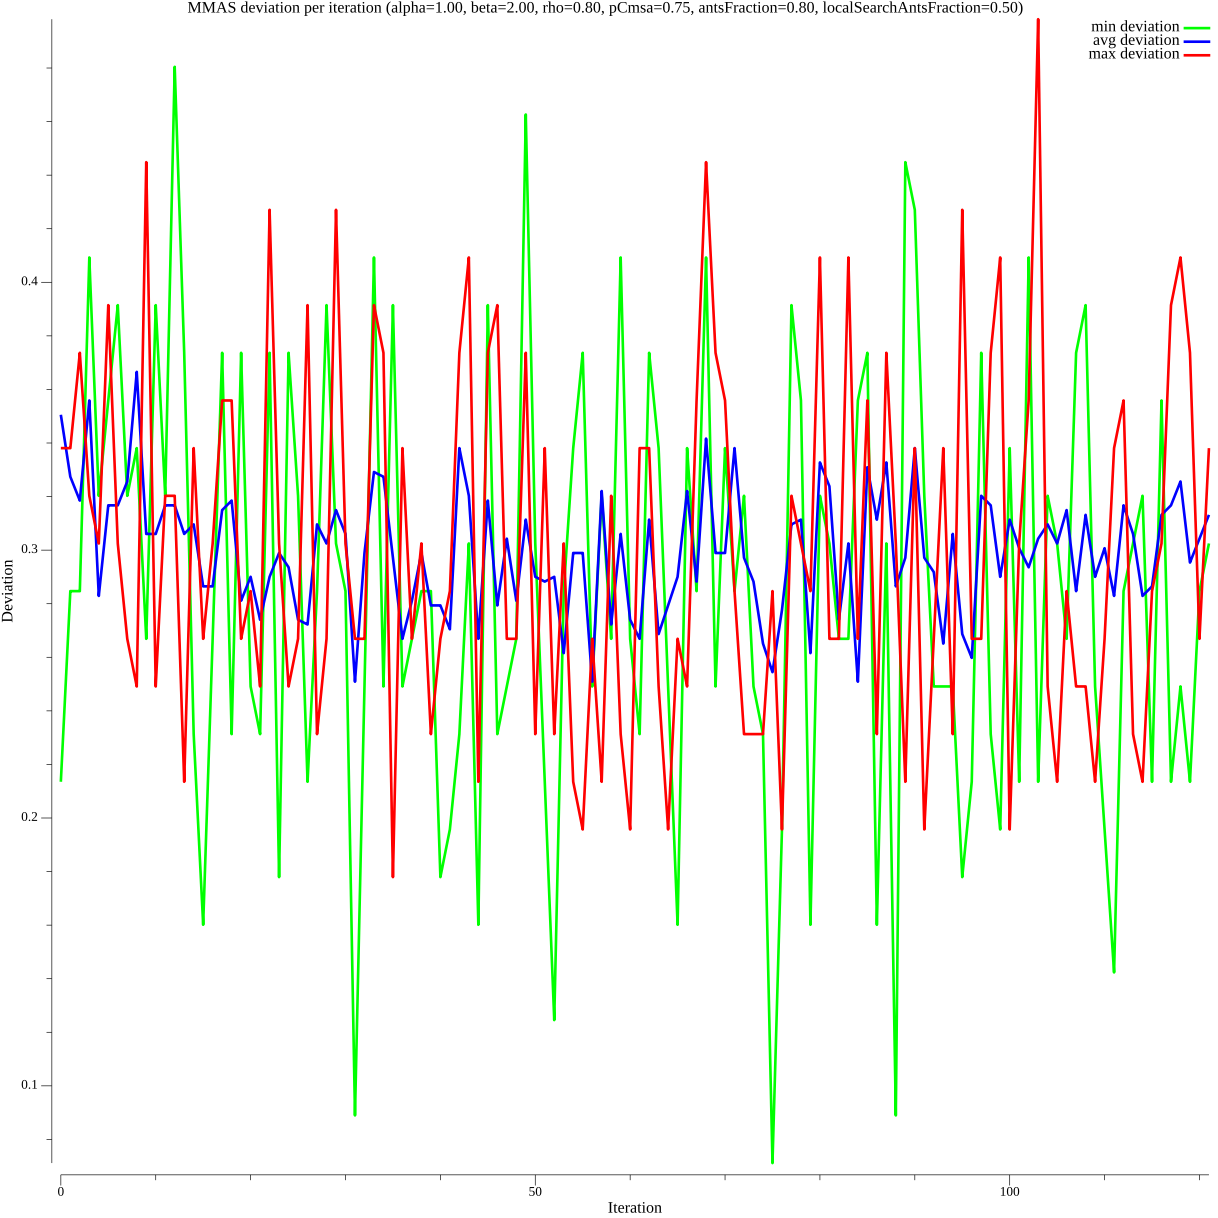 MMAS deviation per iteration (alpha=1.00, beta=2.00, rho=0.80, pCmsa=0.75, antsFraction=0.80, localSearchAntsFraction=0.50)
min deviation
avg deviation
max deviation
0.4
0.3
0.2
0.1
Deviation
0
50
100
Iteration